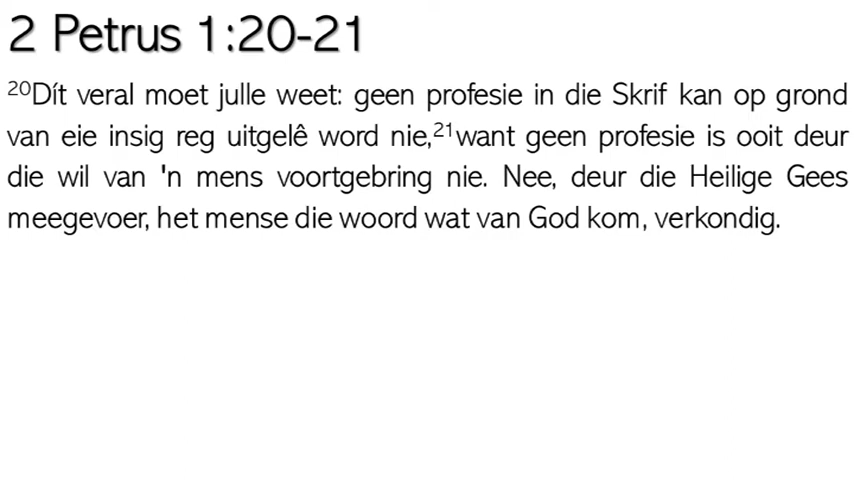 2 Petrus 1:20-21
²⁰Dít veral moet julle weet: geen profesie in die Skrif kan op grond
van eie insig reg uitgelê word nie,²¹want geen profesie is ooit deur
die wil van 'n mens voortgebring nie. Nee, deur die Heilige Gees
meegevoer, het mense die woord wat van God kom, verkondig.